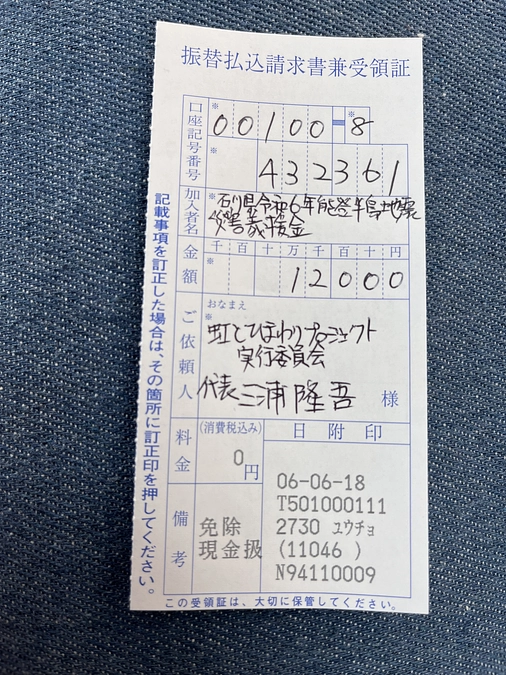 振替払込請求書兼受領証
口座記号番号
※ 00100-※8
※ 432361
加入者名
※石川県令和6年能登半島地震
災害義援金
金額
千百十万千百十円
※ 12000
ご依頼人
おなまえ
※
虹とひまわりプロジェクト
実行委員会
代表 三浦隆吾 様
料金
(消費税込み)
0円
日附印
06-06-18
T501000111
2730 ユウチョ
(11046 )
N94110009
備考
免除
現金扱
この受領証は、大切に保管してください。
記載事項を訂正した場合は、その箇所に訂正印を押してください。